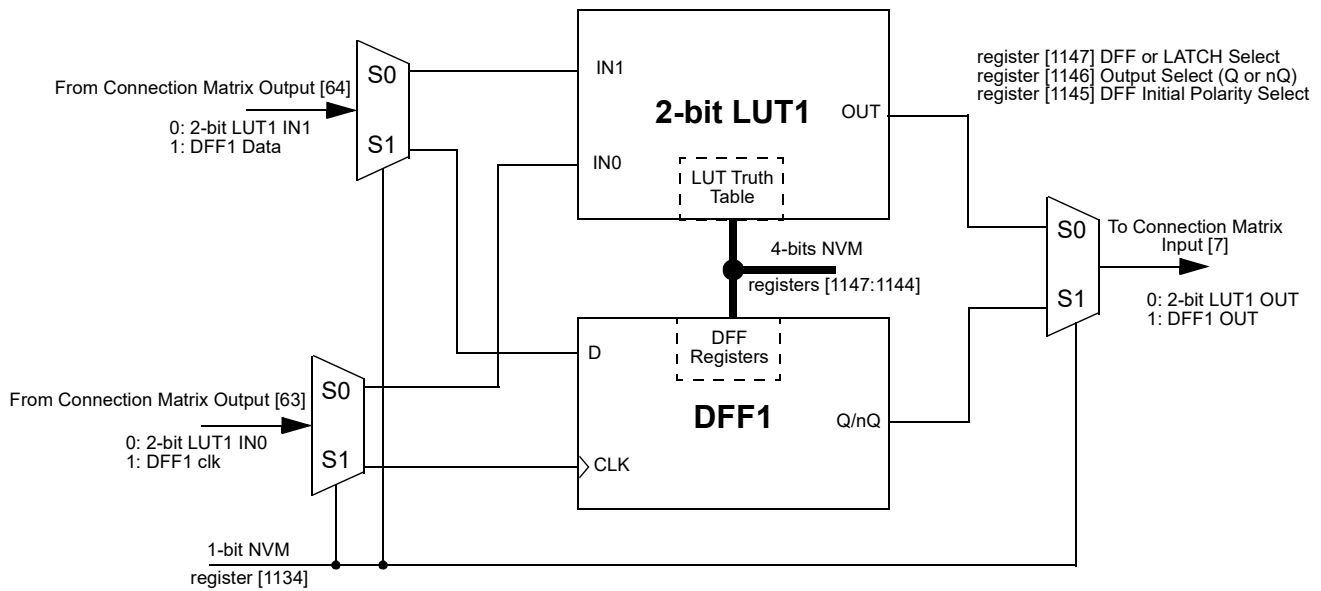 From Connection Matrix Output [64]
0: 2-bit LUT1 IN1
1: DFF1 Data
S0
S1
IN1
2-bit LUT1
OUT
IN0
LUT Truth
Table
register [1147] DFF or LATCH Select
register [1146] Output Select (Q or nQ)
register [1145] DFF Initial Polarity Select
4-bits NVM
registers [1147:1144]
S0
S1
To Connection Matrix
Input [7]
0: 2-bit LUT1 OUT
1: DFF1 OUT
From Connection Matrix Output [63]
0: 2-bit LUT1 IN0
1: DFF1 clk
S0
S1
D
DFF
Registers
DFF1
Q/nQ
CLK
1-bit NVM
register [1134]